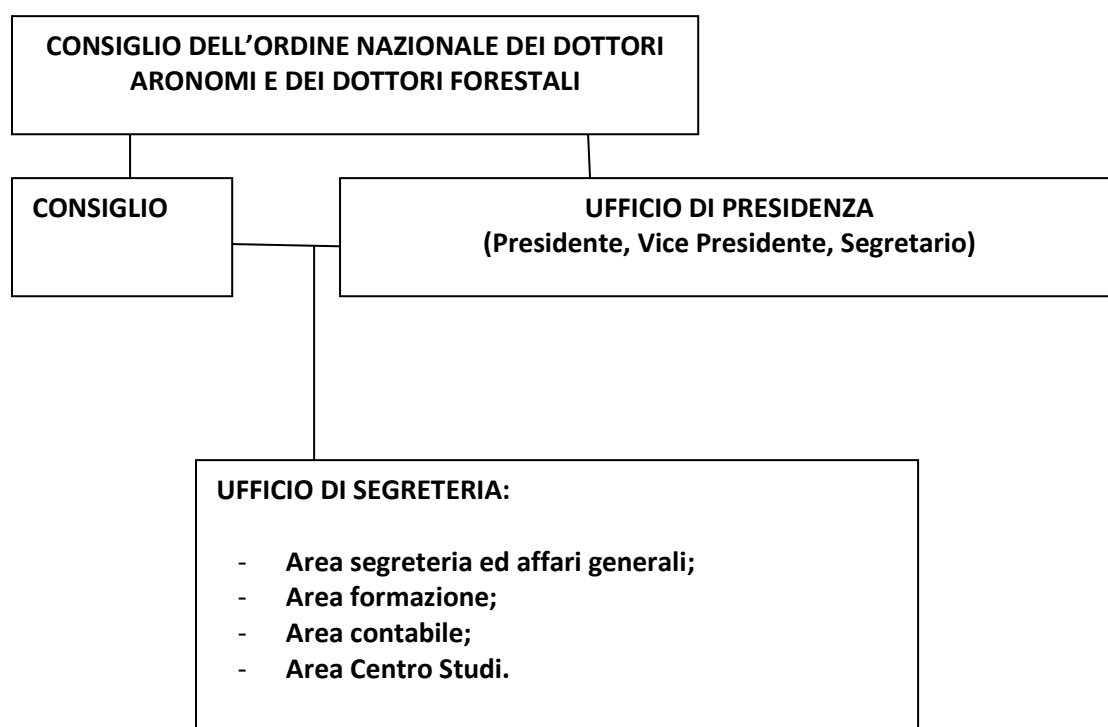 CONSIGLIO DELL’ORDINE NAZIONALE DEI DOTTORI
ARONOMI E DEI DOTTORI FORESTALI
CONSIGLIO
UFFICIO DI PRESIDENZA
(Presidente, Vice Presidente, Segretario)
UFFICIO DI SEGRETERIA:
- Area segreteria ed affari generali;
- Area formazione;
- Area contabile;
- Area Centro Studi.